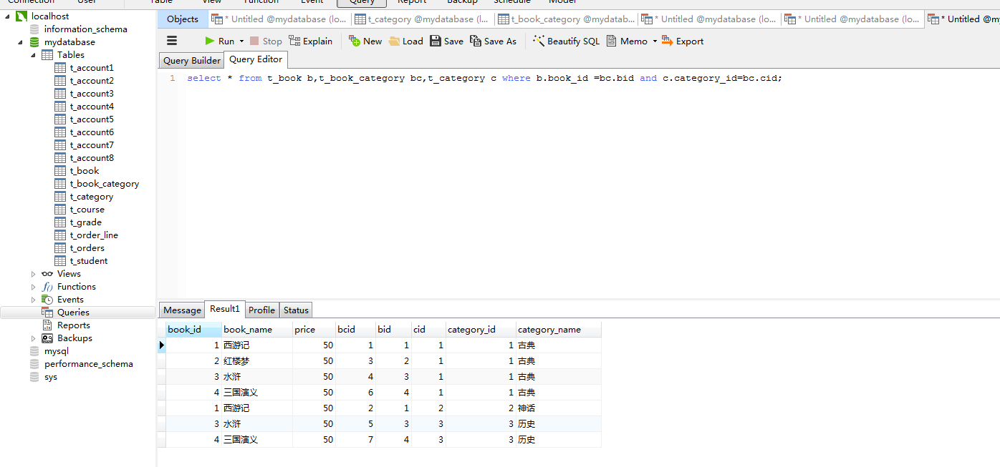 Connection User Table View Function Event Query Report Backup Schedule Model
localhost
information_schema
mydatabase
Tables
t_account1
t_account2
t_account3
t_account4
t_account5
t_account6
t_account7
t_account8
t_book
t_book_category
t_category
t_course
t_grade
t_order_line
t_orders
t_student
Views
Functions
Events
Queries
Reports
Backups
mysql
performance_schema
sys
Objects * Untitled @mydatabase (lo... t_category @mydatabase (l... t_book_category @mydatab... * Untitled @mydatabase (lo... * Untitled @mydatabase (lo... * Untitled @my
Run Stop Explain New Load Save Save As Beautify SQL Memo Export
Query Builder Query Editor
1 select * from t_book b,t_book_category bc,t_category c where b.book_id =bc.bid and c.category_id=bc.cid;
Message Result1 Profile Status
book_id book_name price bcid bid cid category_id category_name
1 西游记 50 1 1 1 1 古典
2 红楼梦 50 3 2 1 1 古典
3 水浒 50 4 3 1 1 古典
4 三国演义 50 6 4 1 1 古典
1 西游记 50 2 1 2 2 神话
3 水浒 50 5 3 3 3 历史
4 三国演义 50 7 4 3 3 历史